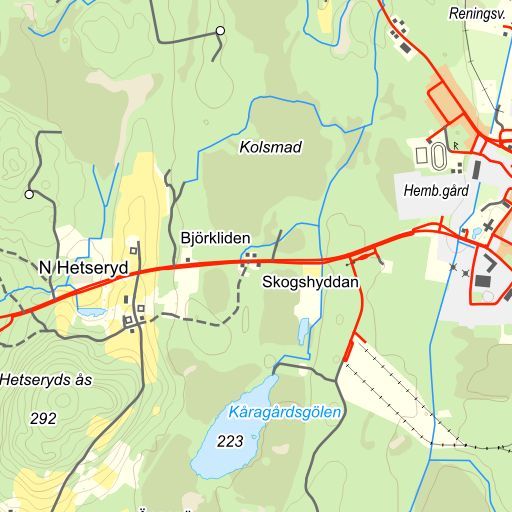 Reningsv.
Kolsmad
Hemb.gård
R
Björkliden
N Hetseryd
Skogshyddan
Hetseryds ås
292
Kåragårdsgölen
223